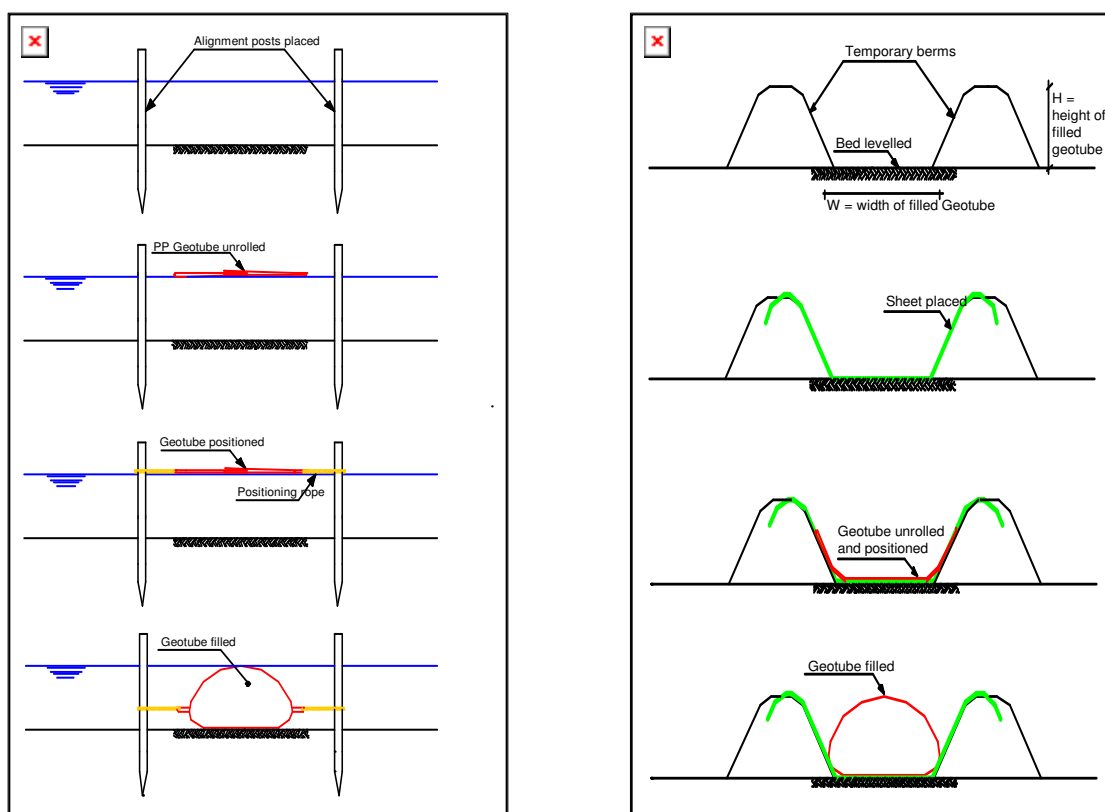 Alignment posts placed
PP Geotube unrolled
Geotube positioned
Positioning rope
Geotube filled
Temporary berms
H =
height of
filled
geotube
Bed levelled
W = width of filled Geotube
Sheet placed
Geotube unrolled
and positioned
Geotube filled